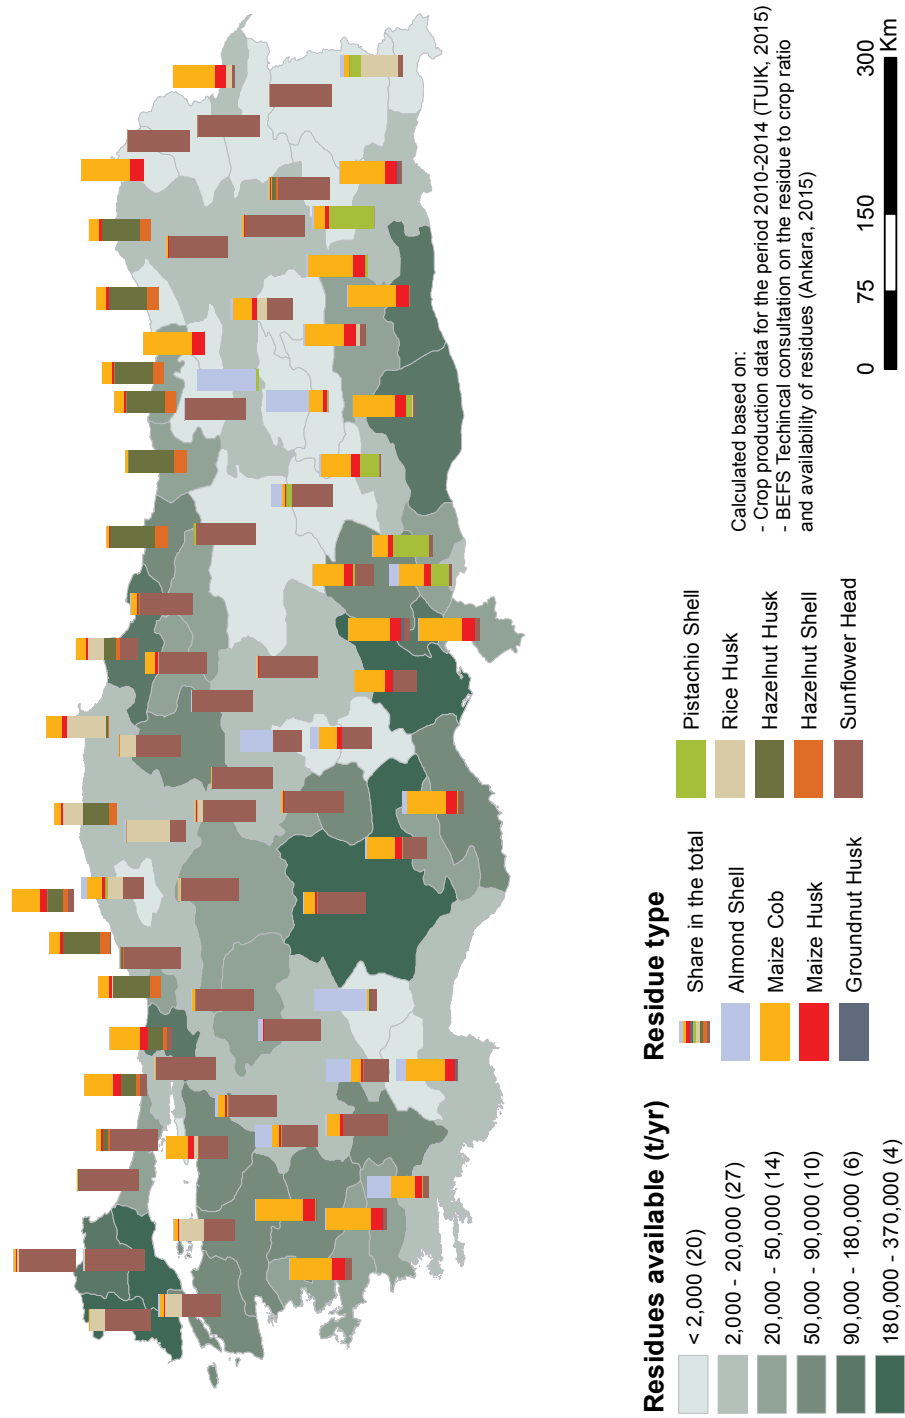 Residues available (t/yr)
< 2,000 (20)
2,000 - 20,000 (27)
20,000 - 50,000 (14)
50,000 - 90,000 (10)
90,000 - 180,000 (6)
180,000 - 370,000 (4)
Residue type
Share in the total
Almond Shell
Maize Cob
Maize Husk
Groundnut Husk
Pistachio Shell
Rice Husk
Hazelnut Husk
Hazelnut Shell
Sunflower Head
Calculated based on:
- Crop production data for the period 2010-2014 (TUIK, 2015)
- BEFS Techincal consultation on the residue to crop ratio
and availability of residues (Ankara, 2015)
0 75 150 300
Km